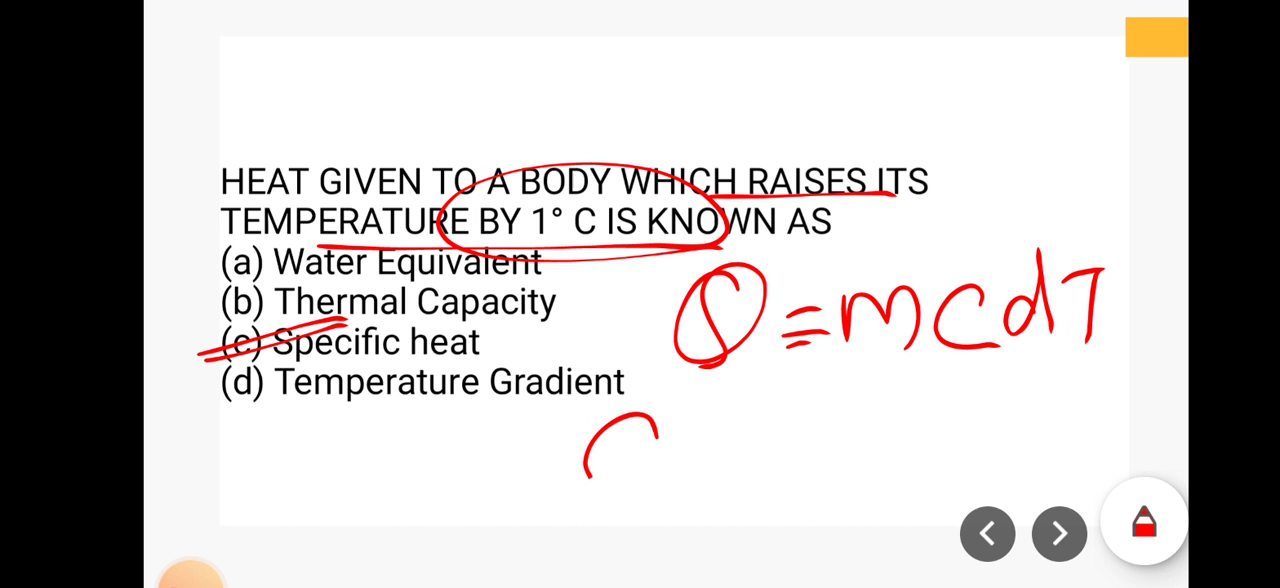 HEAT GIVEN TO A BODY WHICH RAISES ITS
TEMPERATURE BY 1° C IS KNOWN AS
(a) Water Equivalent
(b) Thermal Capacity
(c) Specific heat
(d) Temperature Gradient
Q = mcdT